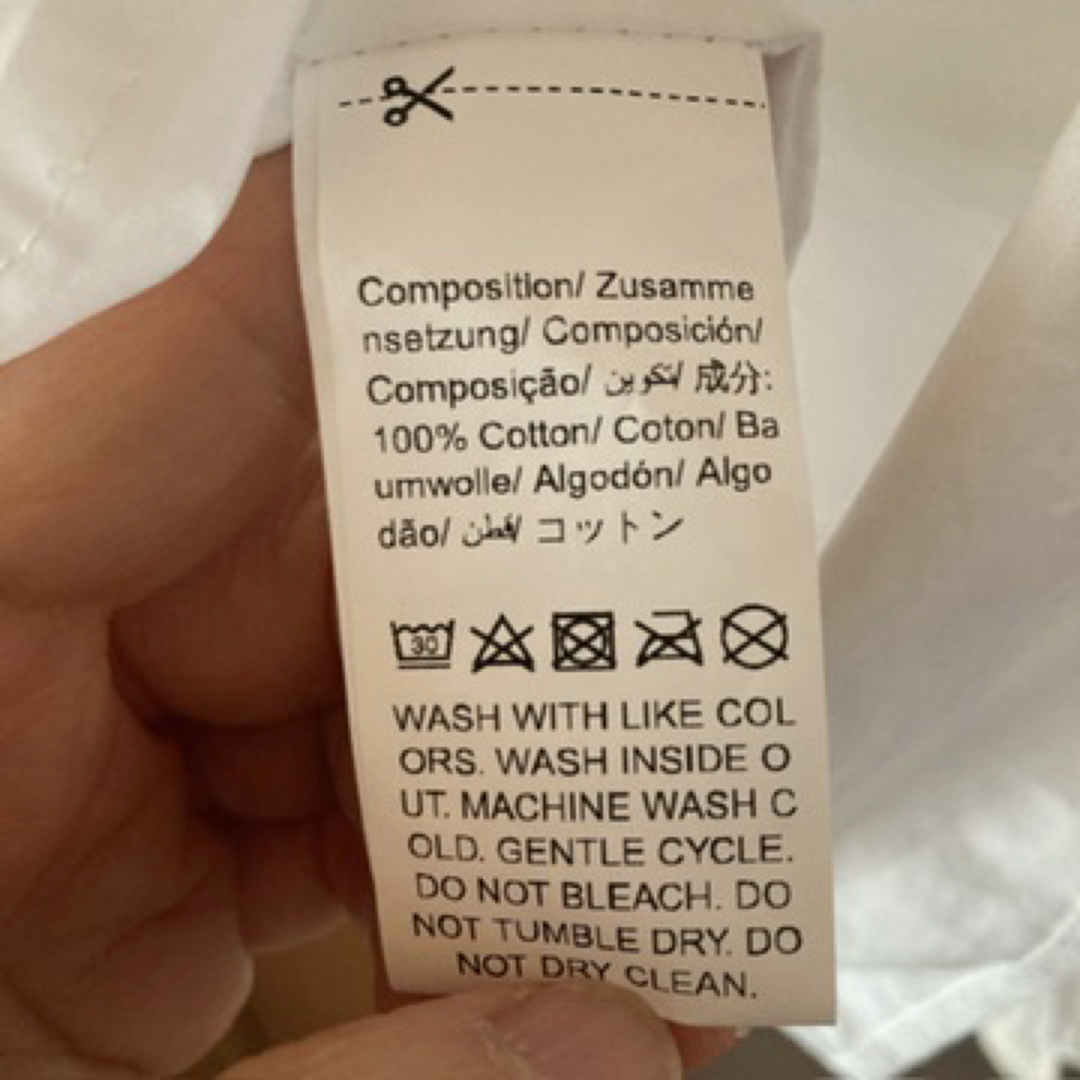 Composition/ Zusamme
nsetzung/ Composición/
Composição/ تكوين/ 成分:
100% Cotton/ Coton/ Ba
umwolle/ Algodón/ Algo
dão/ قطن/ コットン
30
WASH WITH LIKE COL
ORS. WASH INSIDE O
UT. MACHINE WASH C
OLD. GENTLE CYCLE.
DO NOT BLEACH. DO
NOT TUMBLE DRY. DO
NOT DRY CLEAN.